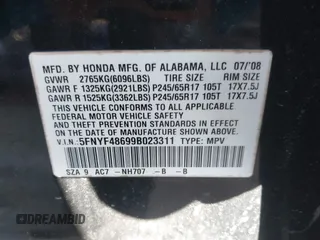 MFD. BY HONDA MFG. OF ALABAMA, LLC 07/'08
GVWR 2765KG(6096LBS) TIRE SIZE RIM SIZE
GAWR F 1325KG(2921LBS) P245/65R17 105T 17X7.5J
GAWR R 1525KG(3362LBS) P245/65R17 105T 17X7.5J
THIS VEHICLE CONFORMS TO ALL APPLICABLE
FEDERAL MOTOR VEHICLE SAFETY STANDARDS
IN EFFECT ON THE DATE OF MANUFACTURE
SHOWN ABOVE.
V.I.N.:5FNYF48699B023311 TYPE: MPV
SZA 9 AC7 -NH707 -B -B
© DREAMBID